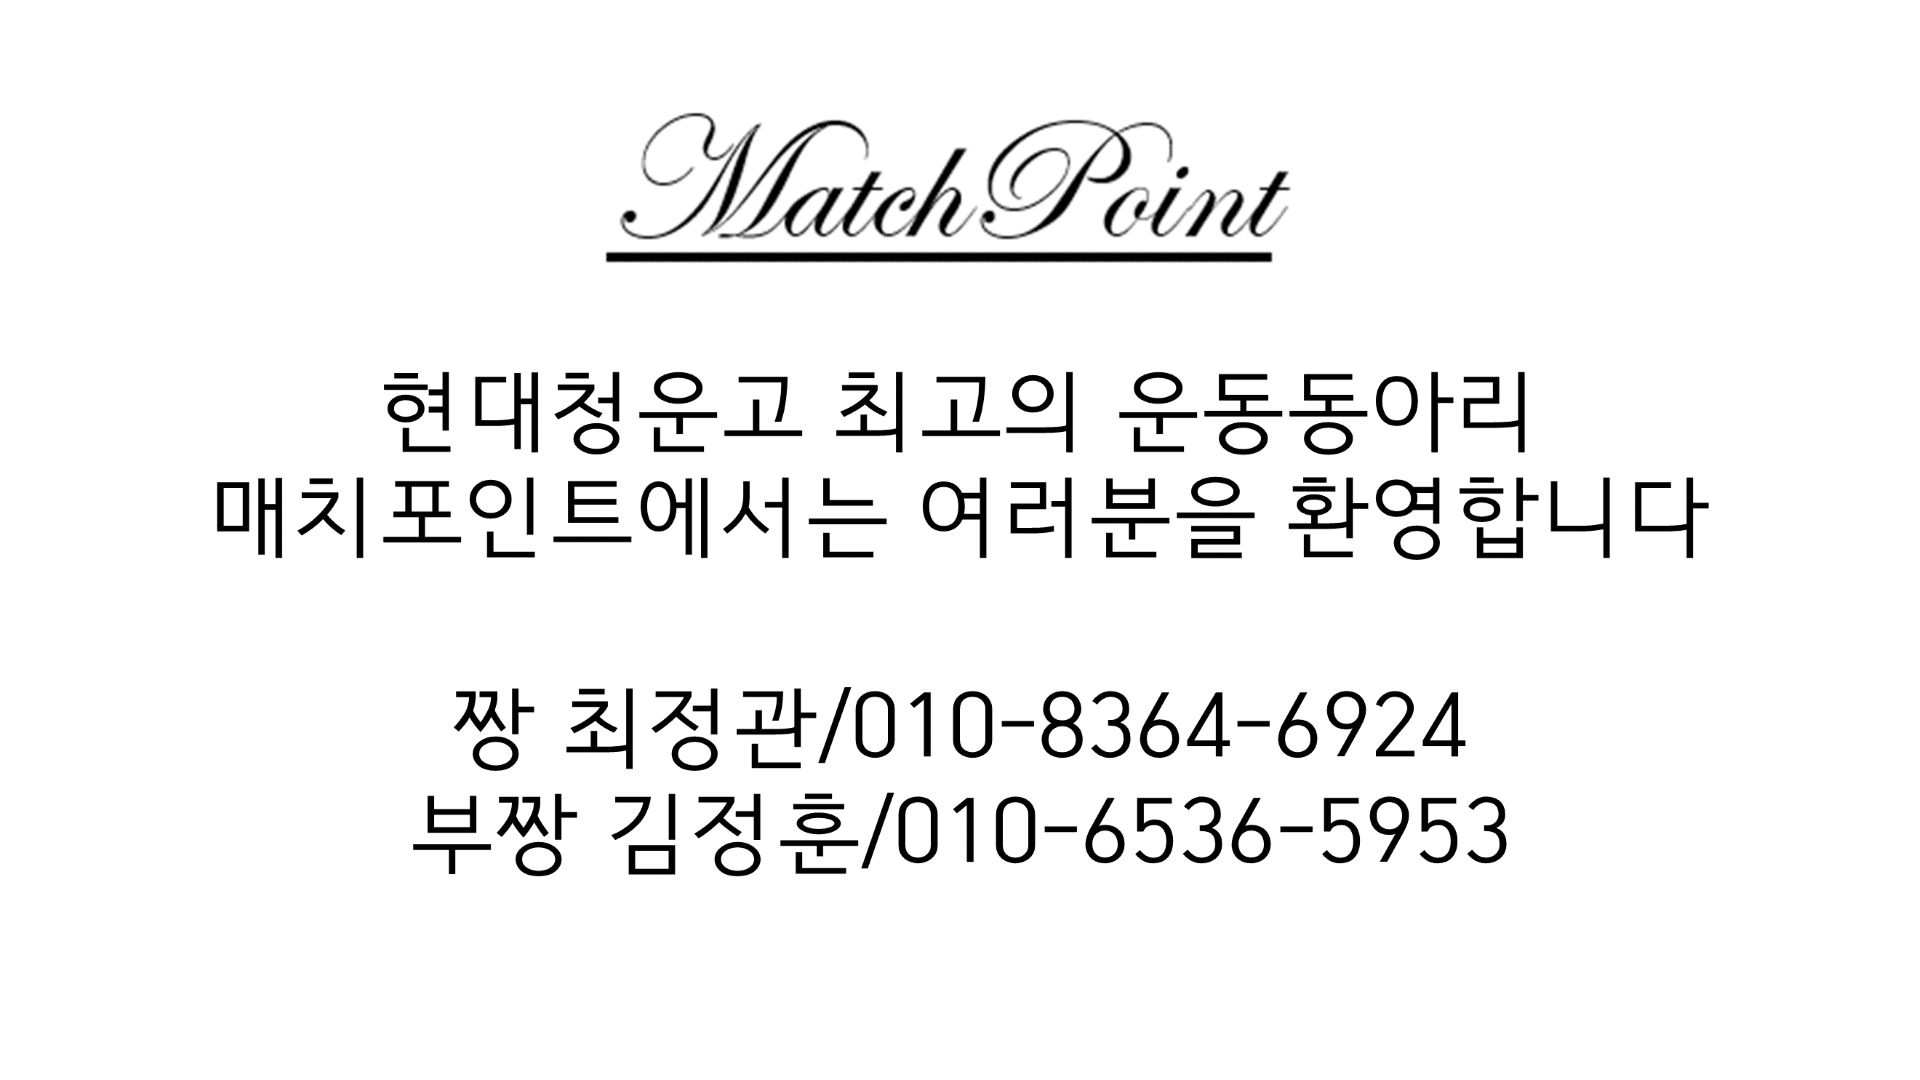 Match Point
현대청운고 최고의 운동동아리
매치포인트에서는 여러분을 환영합니다
짱 최정관/010-8364-6924
부짱 김정훈/010-6536-5953